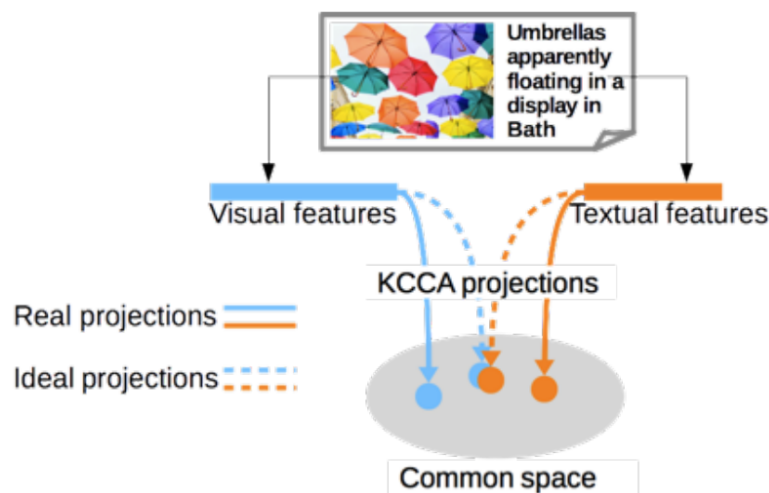 Umbrellas
apparently
floating in a
display in
Bath
Visual features
Textual features
KCCA projections
Real projections
Ideal projections
Common space